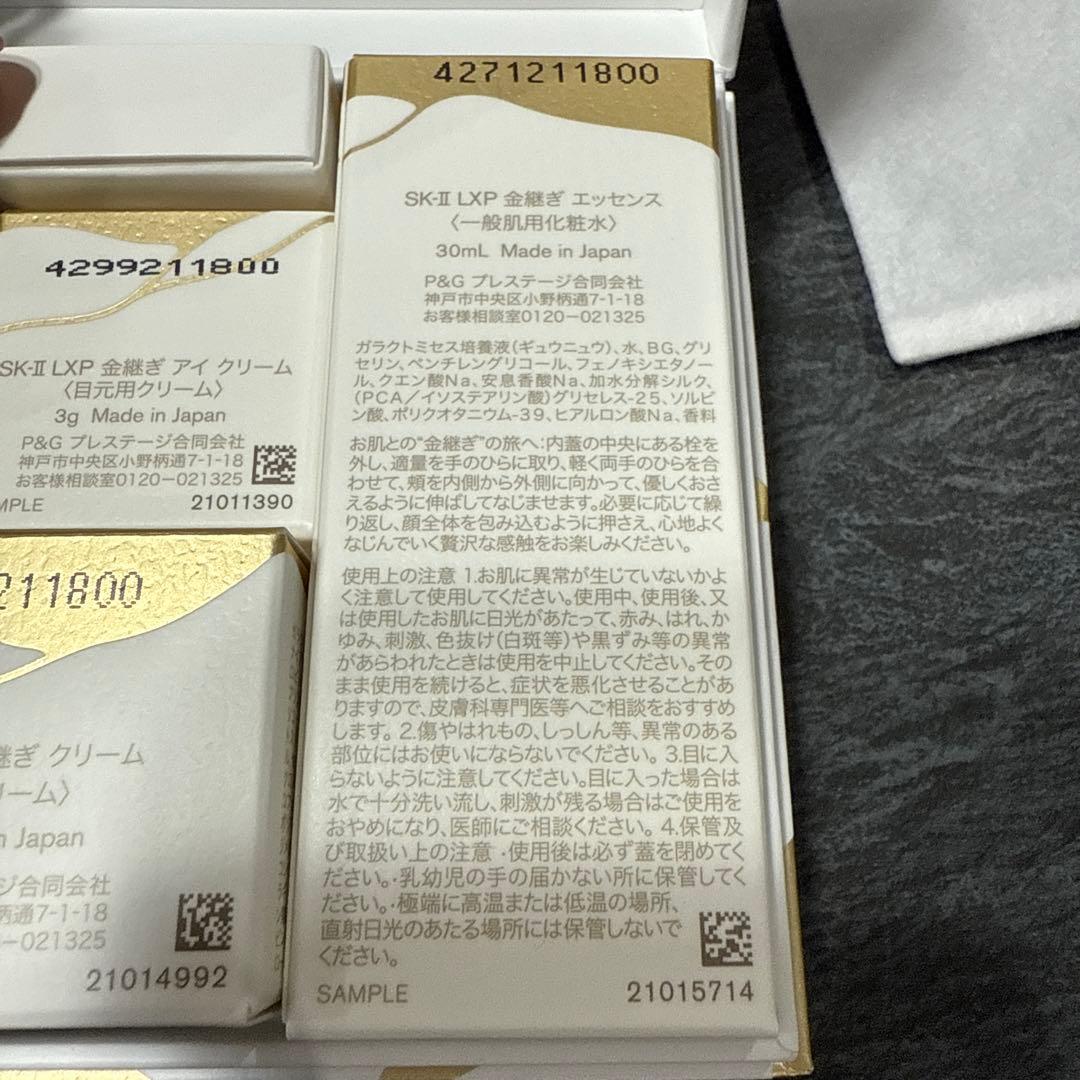 4271211800
SK-II LXP 金継ぎ エッセンス
〈一般肌用化粧水〉
30mL Made in Japan
P&G プレステージ合同会社
神戸市中央区小野柄通7-1-18
お客様相談室0120-021325
ガラクトミセス培養液(ギュウニュウ)、水、BG、グリ
セリン、ペンチレングリコール、フェノキシエタノー
ル、クエン酸Na、安息香酸Na、加水分解シルク、
(PCA/イソステアリン酸)グリセレス-25、ソルビ
ン酸、ポリクオタニウム-39、ヒアルロン酸Na、香料
お肌との“金継ぎ”の旅へ:内蓋の中央にある栓を
外し、適量を手のひらに取り、軽く両手のひらを合
わせて、頬を内側から外側に向かって、優しくおさ
えるように伸ばしてなじませます。必要に応じて繰
り返し、顔全体を包み込むように押さえ、心地よく
なじんでいく贅沢な感触をお楽しみください。
使用上の注意 1.お肌に異常が生じていないかよ
く注意して使用してください。使用中、使用後、又
は使用したお肌に日光があたって、赤み、はれ、か
ゆみ、刺激、色抜け(白斑等)や黒ずみ等の異常
があらわれたときは使用を中止してください。その
まま使用を続けると、症状を悪化させることがあ
りますので、皮膚科専門医等へご相談をおすすめ
します。2.傷やはれもの、しっしん等、異常のある
部位にはお使いにならないでください。3.目に入
らないように注意してください。目に入った場合は
水で十分洗い流し、刺激が残る場合はご使用を
おやめになり、医師にご相談ください。4.保管及
び取扱い上の注意 ・使用後は必ず蓋を閉めてく
ださい。・乳幼児の手の届かない所に保管してく
ださい。・極端に高温または低温の場所、
直射日光のあたる場所には保管しないで
ください。
SAMPLE 21015714
4299211800
SK-II LXP 金継ぎ アイ クリーム
〈目元用クリーム〉
3g Made in Japan
P&G プレステージ合同会社
神戸市中央区小野柄通7-1-18
お客様相談室0120-021325
MPLE 21011390
211800
継ぎ クリーム
ーム〉
n Japan
ジ合同会社
柄通7-1-18
-021325
21014992